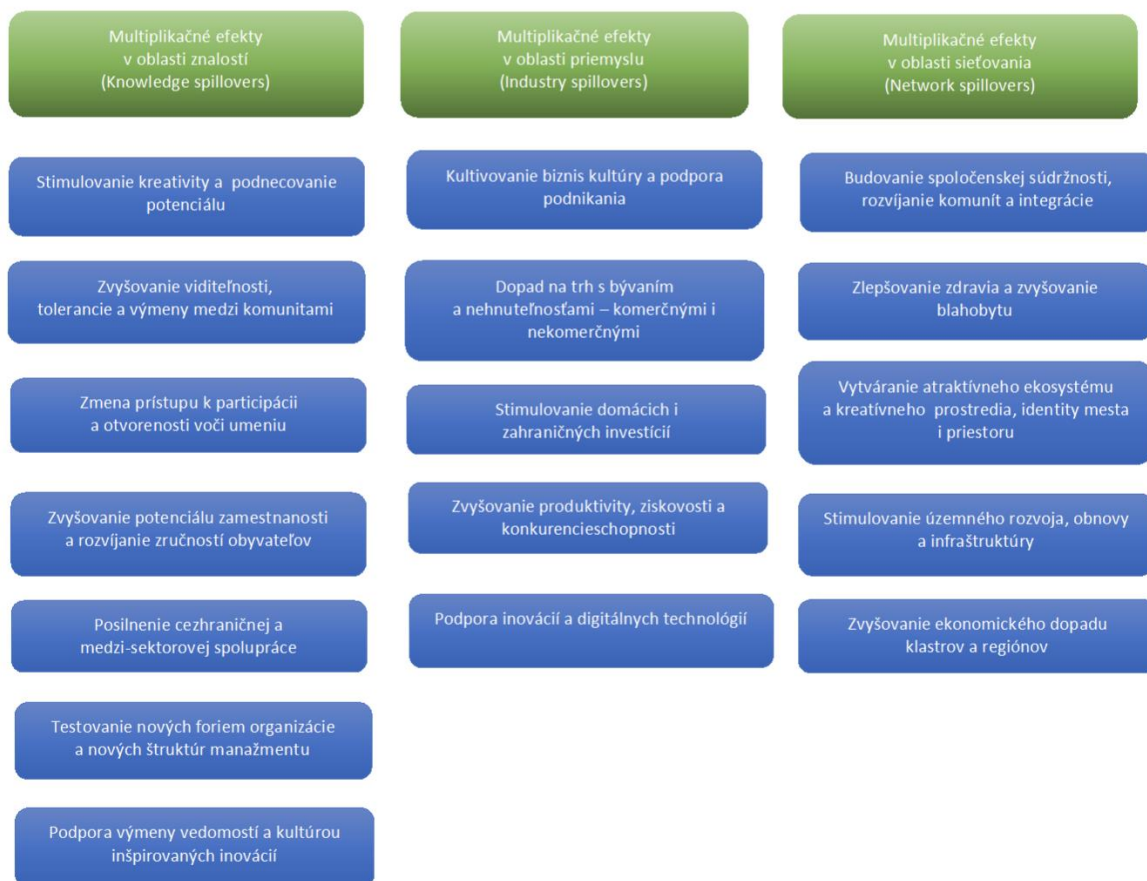 Multiplikačné efekty
v oblasti znalostí
(Knowledge spillovers)
Stimulovanie kreativity a podnecovanie
potenciálu
Zvyšovanie viditeľnosti,
tolerancie a výmeny medzi komunitami
Zmena prístupu k participácii
a otvorenosti voči umeniu
Zvyšovanie potenciálu zamestnanosti
a rozvíjanie zručností obyvateľov
Posilnenie cezhraničnej a
medzi-sektorovej spolupráce
Testovanie nových foriem organizácie
a nových štruktúr manažmentu
Podpora výmeny vedomostí a kultúrou
inšpirovaných inovácií
Multiplikačné efekty
v oblasti priemyslu
(Industry spillovers)
Kultivovanie biznis kultúry a podpora
podnikania
Dopad na trh s bývaním
a nehnuteľnosťami – komerčnými i
nekomerčnými
Stimulovanie domácich i
zahraničných investícií
Zvyšovanie produktivity, ziskovosti a
konkurencieschopnosti
Podpora inovácií a digitálnych technológií
Multiplikačné efekty
v oblasti sieťovania
(Network spillovers)
Budovanie spoločenskej súdržnosti,
rozvíjanie komunít a integrácie
Zlepšovanie zdravia a zvyšovanie
blahobytu
Vytváranie atraktívneho ekosystému
a kreatívneho prostredia, identity mesta
i priestoru
Stimulovanie územného rozvoja, obnovy
a infraštruktúry
Zvyšovanie ekonomického dopadu
klastrov a regiónov